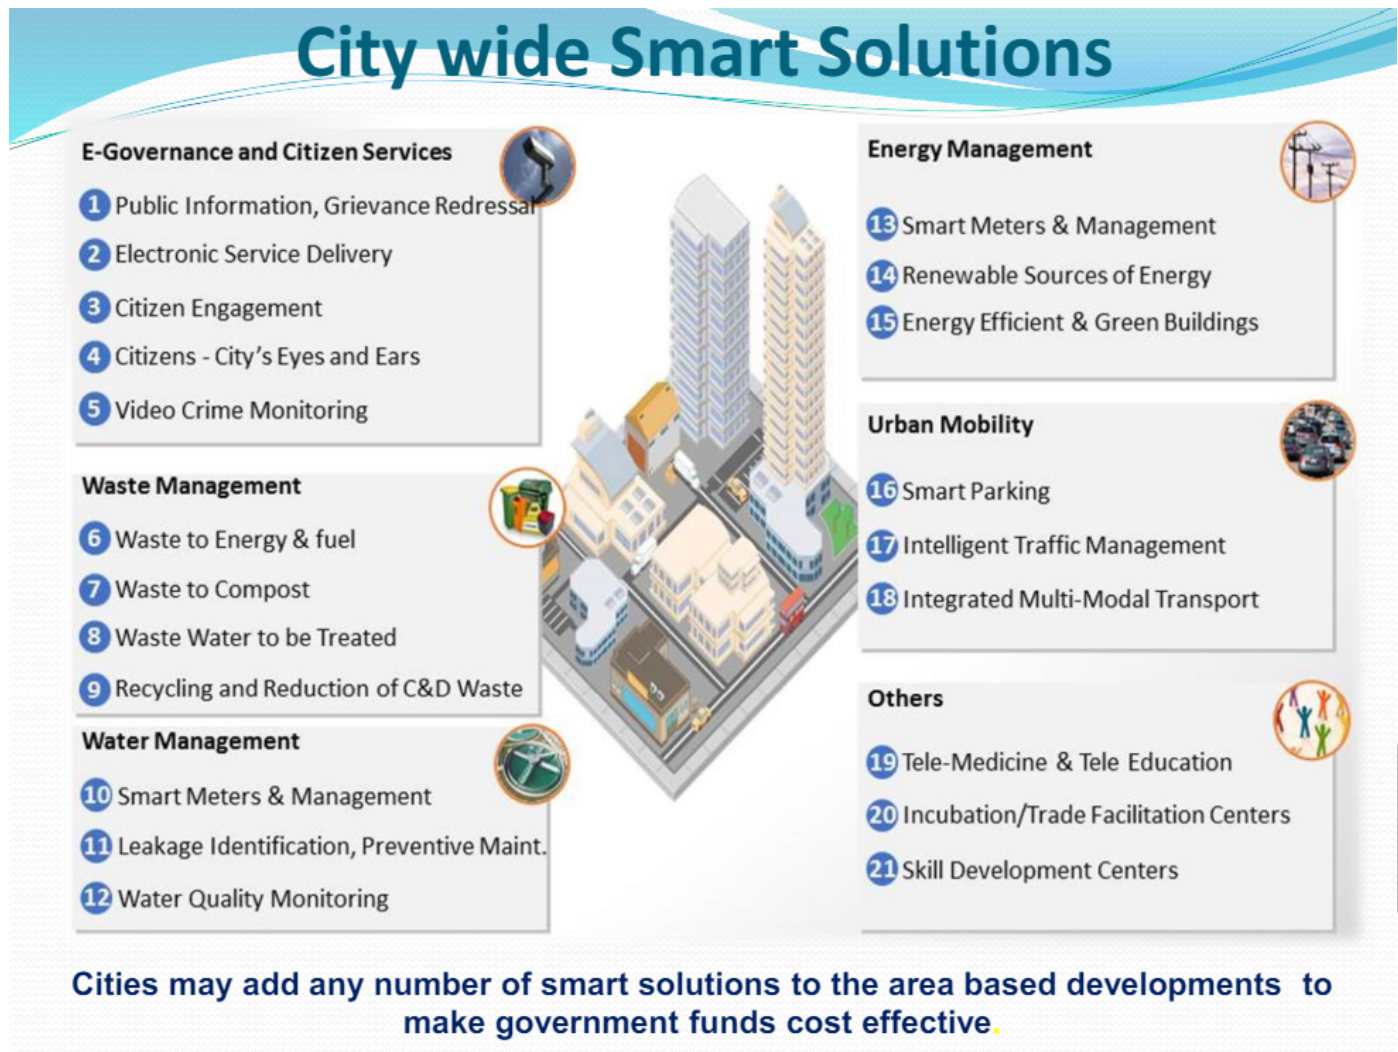 City wide Smart Solutions
E-Governance and Citizen Services
1 Public Information, Grievance Redressal
2 Electronic Service Delivery
3 Citizen Engagement
4 Citizens - City's Eyes and Ears
5 Video Crime Monitoring
Waste Management
6 Waste to Energy & fuel
7 Waste to Compost
8 Waste Water to be Treated
9 Recycling and Reduction of C&D Waste
Water Management
10 Smart Meters & Management
11 Leakage Identification, Preventive Maint.
12 Water Quality Monitoring
Energy Management
13 Smart Meters & Management
14 Renewable Sources of Energy
15 Energy Efficient & Green Buildings
Urban Mobility
16 Smart Parking
17 Intelligent Traffic Management
18 Integrated Multi-Modal Transport
Others
19 Tele-Medicine & Tele Education
20 Incubation/Trade Facilitation Centers
21 Skill Development Centers
Cities may add any number of smart solutions to the area based developments to
make government funds cost effective.